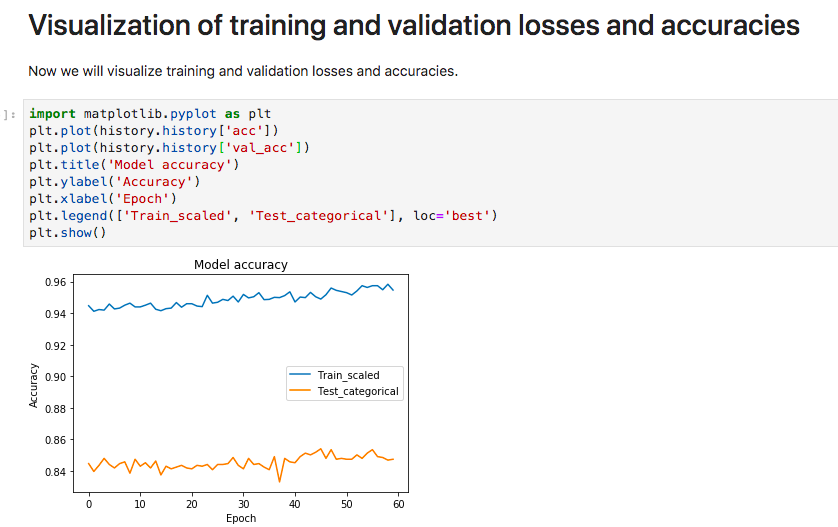 Visualization of training and validation losses and accuracies
Now we will visualize training and validation losses and accuracies.
]:
import matplotlib.pyplot as plt
plt.plot(history.history['acc'])
plt.plot(history.history['val_acc'])
plt.title('Model accuracy')
plt.ylabel('Accuracy')
plt.xlabel('Epoch')
plt.legend(['Train_scaled', 'Test_categorical'], loc='best')
plt.show()
Model accuracy
0.96
0.94
0.92
0.90
0.88
0.86
0.84
Accuracy
Train_scaled
Test_categorical
0 10 20 30 40 50 60
Epoch